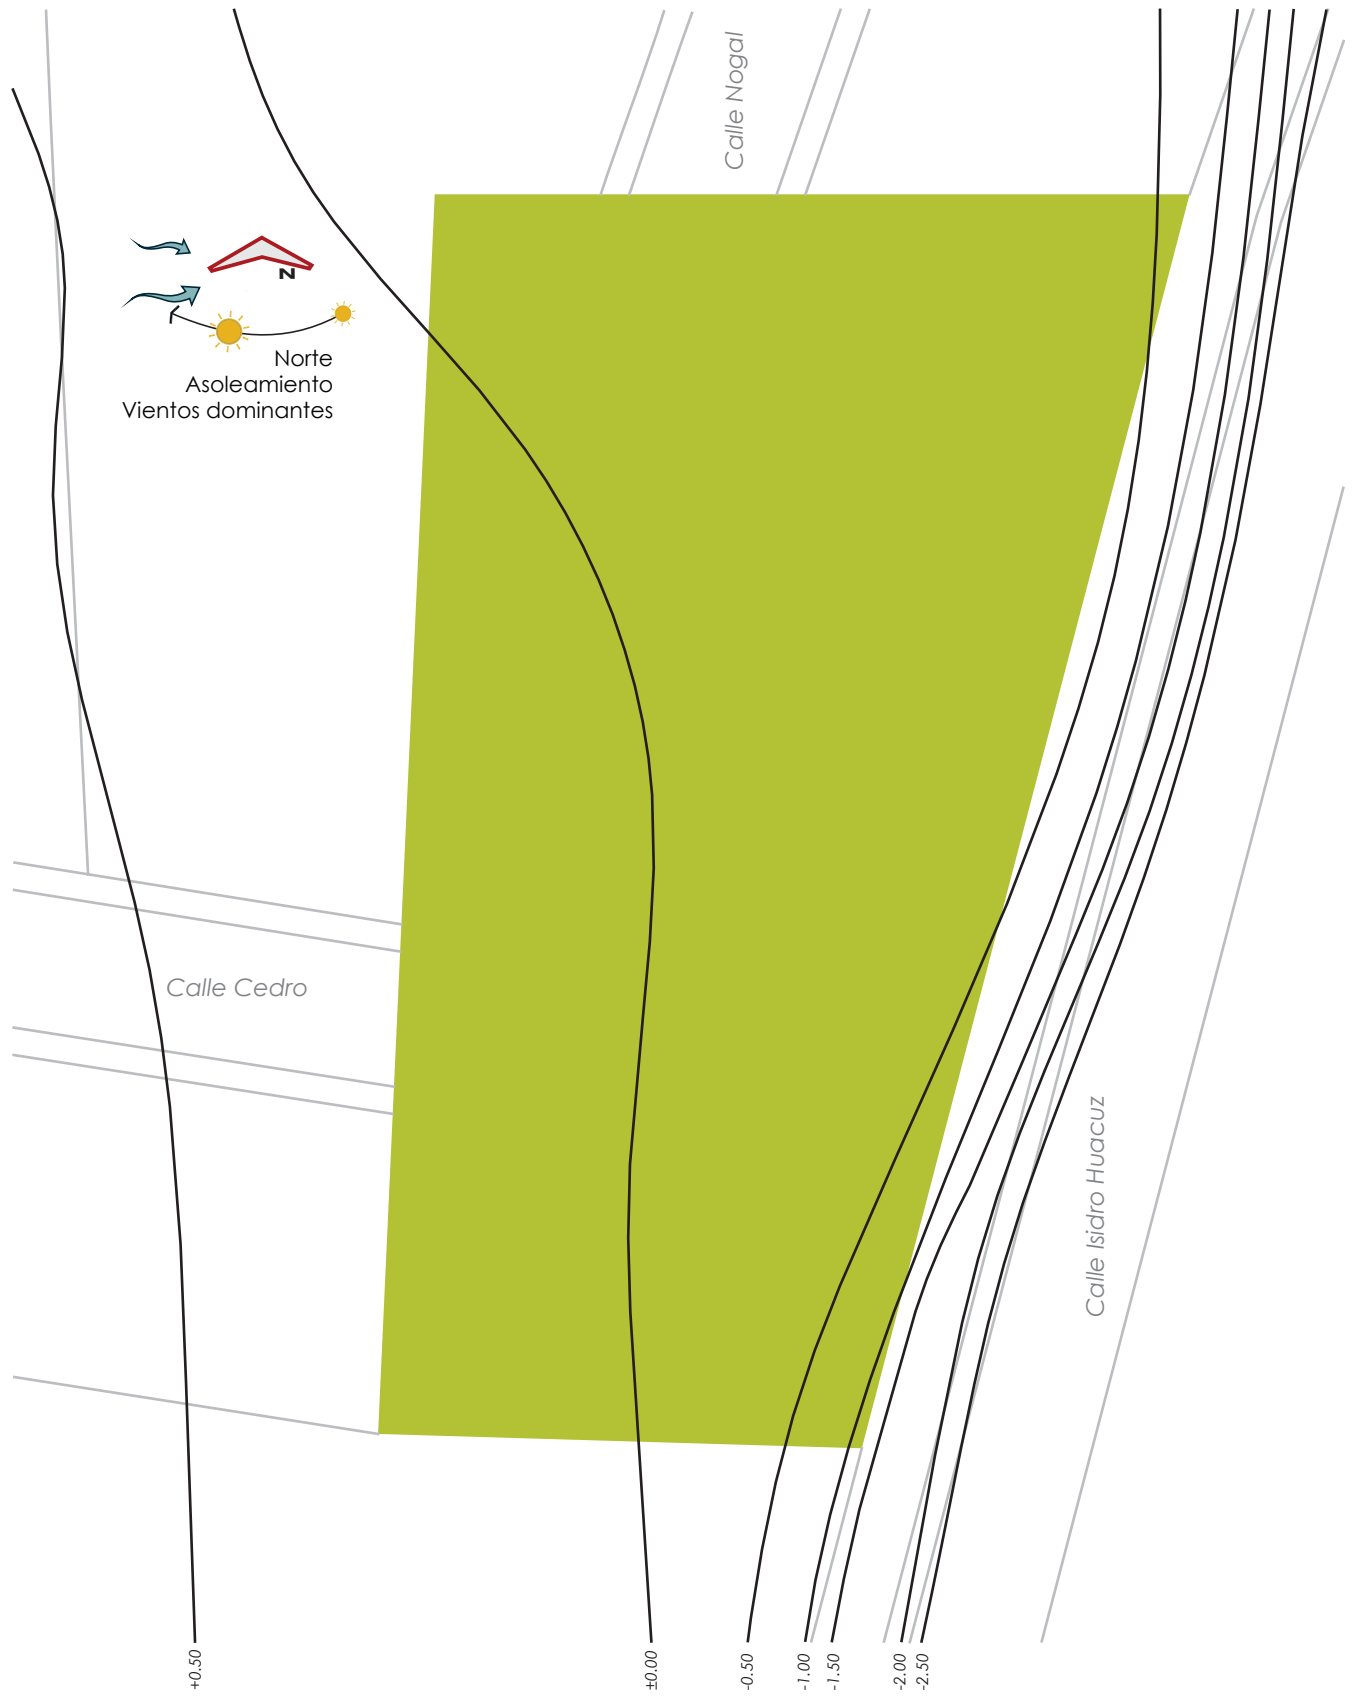 Calle Nogal
N
Norte
Asoleamiento
Vientos dominantes
Calle Cedro
Calle Isidro Huacuz
+0.50
±0.00
-0.50
-1.00
-1.50
-2.00
-2.50